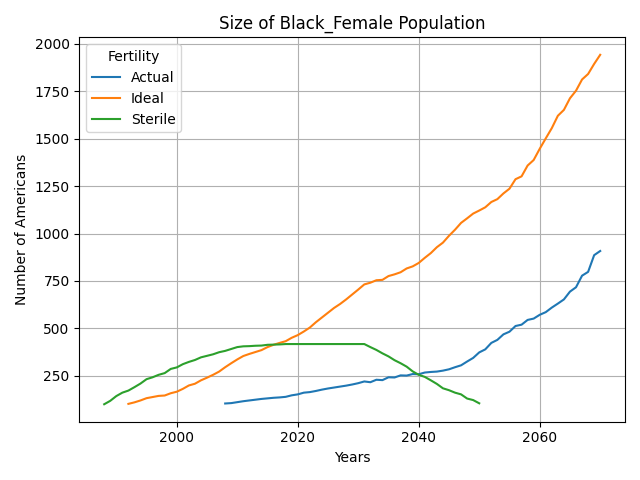 Size of Black_Female Population
Fertility
Actual
Ideal
Sterile
2000
1750
1500
1250
1000
750
500
250
Number of Americans
2000
2020
2040
2060
Years